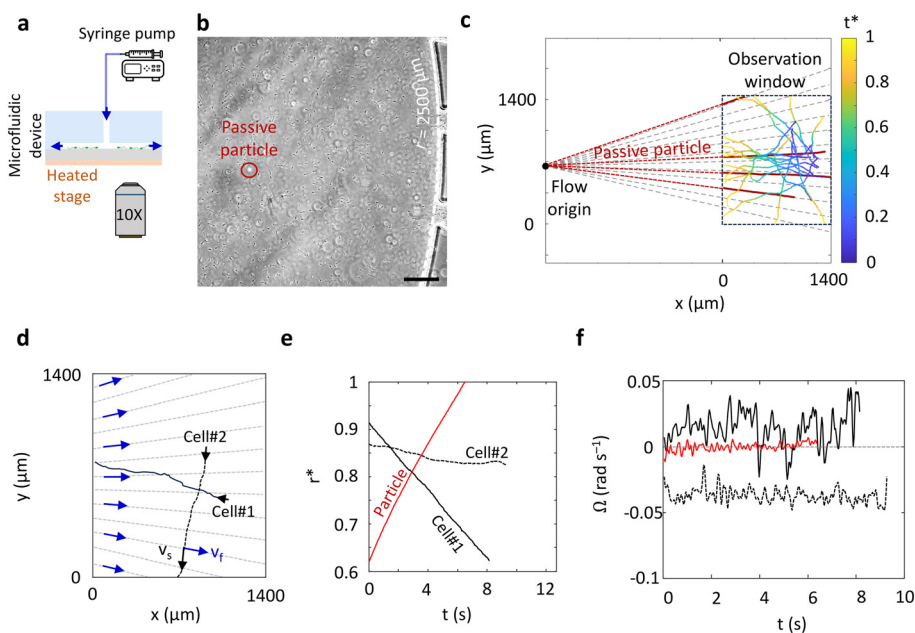 a
Syringe pump
Microfluidic
device
Heated
stage
10X
b
Passive
particle
r = 2500 μm
c
t*
Observation
window
1400
y (μm)
0
Passive particle
Flow
origin
0
1400
x (μm)
1
0.8
0.6
0.4
0.2
0
d
1400
y (μm)
0
Cell#2
Cell#1
vs
vf
0
1400
x (μm)
e
1
0.9
0.8
0.7
0.6
r*
Cell#2
Particle
Cell#1
0
4
8
12
t (s)
f
0.05
0
-0.05
-0.1
Ω (rad s⁻¹)
0
2
4
6
8
10
t (s)